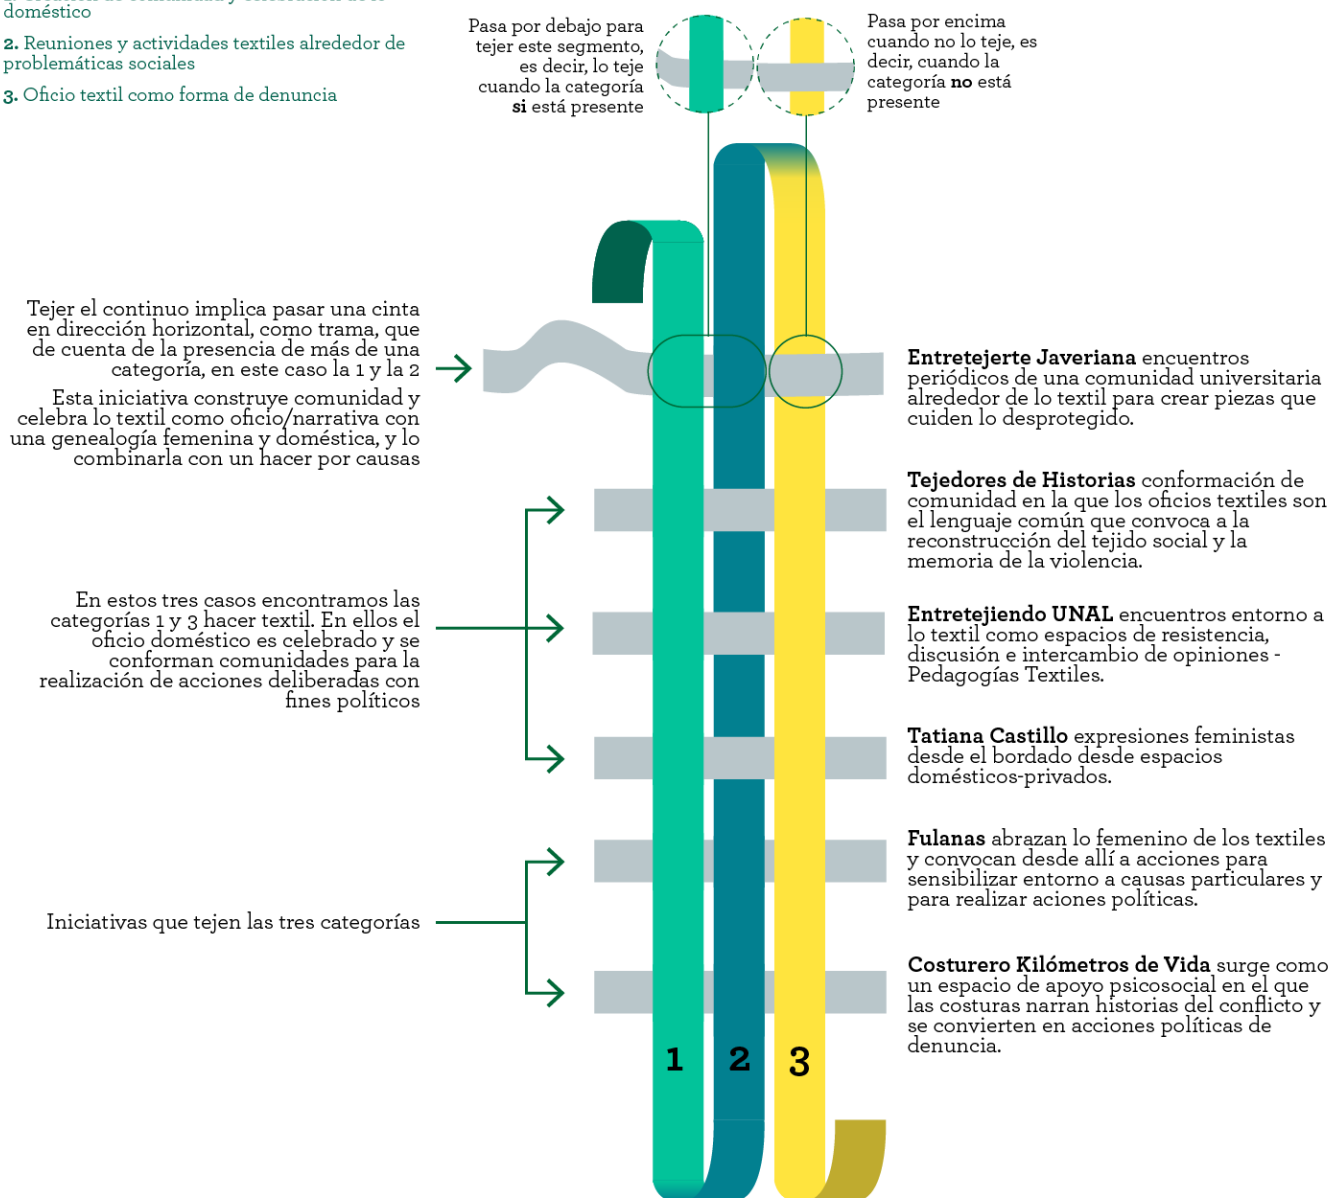 doméstico
2. Reuniones y actividades textiles alrededor de
problemáticas sociales
3. Oficio textil como forma de denuncia
Pasa por debajo para
tejer este segmento,
es decir, lo teje
cuando la categoría
si está presente
Pasa por encima
cuando no lo teje, es
decir, cuando la
categoría no está
presente
Tejer el continuo implica pasar una cinta
en dirección horizontal, como trama, que
de cuenta de la presencia de más de una
categoría, en este caso la 1 y la 2
Esta iniciativa construye comunidad y
celebra lo textil como oficio/narrativa con
una genealogía femenina y doméstica, y lo
combinarla con un hacer por causas
Entretejerte Javeriana encuentros
periódicos de una comunidad universitaria
alrededor de lo textil para crear piezas que
cuiden lo desprotegido.
Tejedores de Historias conformación de
comunidad en la que los oficios textiles son
el lenguaje común que convoca a la
reconstrucción del tejido social y la
memoria de la violencia.
En estos tres casos encontramos las
categorías 1 y 3 hacer textil. En ellos el
oficio doméstico es celebrado y se
conforman comunidades para la
realización de acciones deliberadas con
fines políticos
Entretejiendo UNAL encuentros entorno a
lo textil como espacios de resistencia,
discusión e intercambio de opiniones -
Pedagogías Textiles.
Tatiana Castillo expresiones feministas
desde el bordado desde espacios
domésticos-privados.
Fulanas abrazan lo femenino de los textiles
y convocan desde allí a acciones para
sensibilizar entorno a causas particulares y
para realizar aciones políticas.
Iniciativas que tejen las tres categorías
Costurero Kilómetros de Vida surge como
un espacio de apoyo psicosocial en el que
las costuras narran historias del conflicto y
se convierten en acciones políticas de
denuncia.
1 2 3